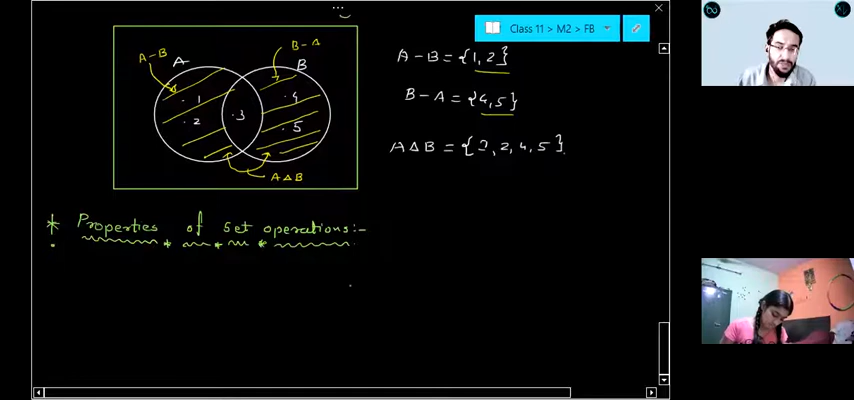 Class 11 > M2 > FB
A-B
B-A
A
B
1
2
3
4
5
A Δ B
A-B = {1, 2}
B-A = {4, 5}
A Δ B = {1, 2, 4, 5}
* Properties of set operations:-